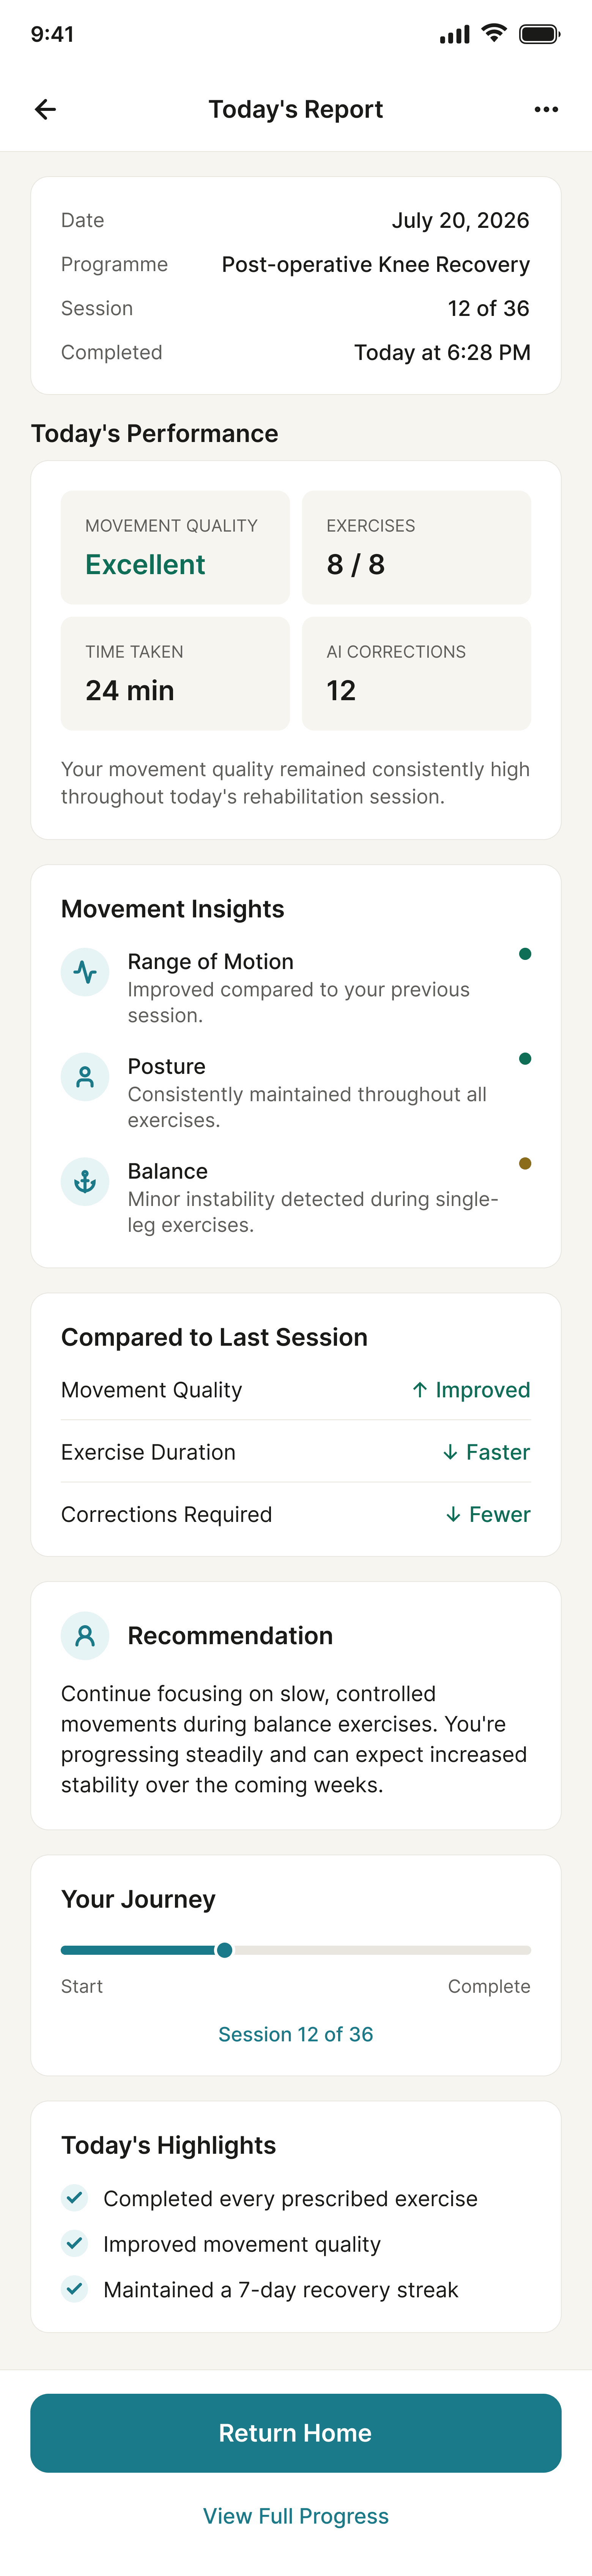 9:41
Today's Report
Date
July 20, 2026
Programme
Post-operative Knee Recovery
Session
12 of 36
Completed
Today at 6:28 PM
Today's Performance
MOVEMENT QUALITY
Excellent
EXERCISES
8 / 8
TIME TAKEN
24 min
AI CORRECTIONS
12
Your movement quality remained consistently high
throughout today's rehabilitation session.
Movement Insights
Range of Motion
Improved compared to your previous
session.
Posture
Consistently maintained throughout all
exercises.
Balance
Minor instability detected during single-
leg exercises.
Compared to Last Session
Movement Quality
↑ Improved
Exercise Duration
↓ Faster
Corrections Required
↓ Fewer
Recommendation
Continue focusing on slow, controlled
movements during balance exercises. You're
progressing steadily and can expect increased
stability over the coming weeks.
Your Journey
Start
Complete
Session 12 of 36
Today's Highlights
Completed every prescribed exercise
Improved movement quality
Maintained a 7-day recovery streak
Return Home
View Full Progress